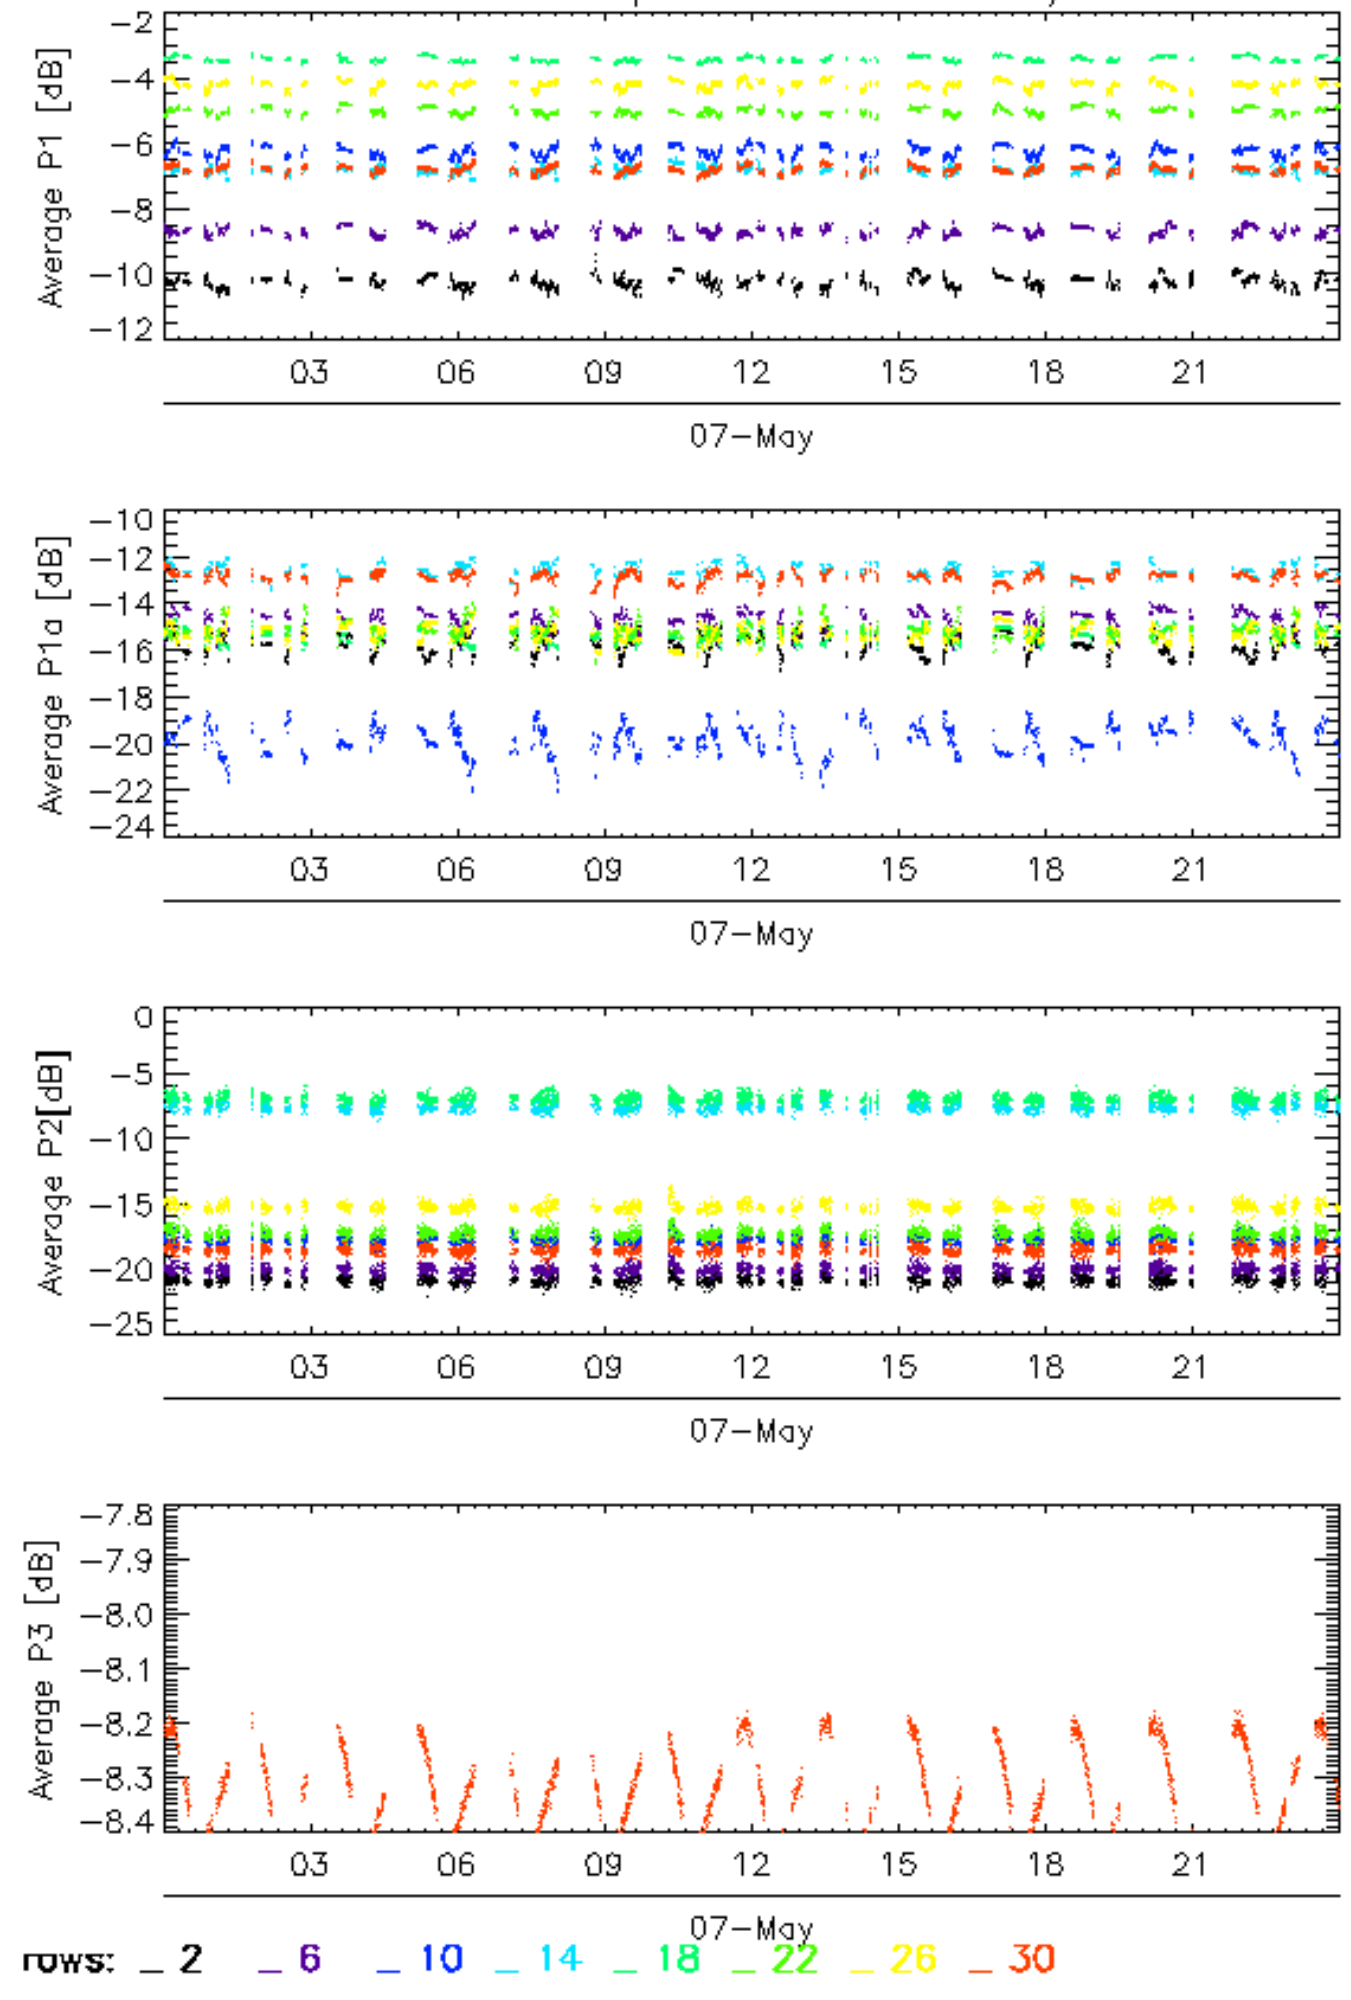 Average P1 [dB]
−2
−4
−6
−8
−10
−12
03 06 09 12 15 18 21
07−May
Average P1a [dB]
−10
−12
−14
−16
−18
−20
−22
−24
03 06 09 12 15 18 21
07−May
Average P2[dB]
0
−5
−10
−15
−20
−25
03 06 09 12 15 18 21
07−May
Average P3 [dB]
−7.8
−7.9
−8.0
−8.1
−8.2
−8.3
−8.4
03 06 09 12 15 18 21
07−May
rows: _ 2 _ 6 _ 10 _ 14 _ 18 _ 22 _ 26 _ 30